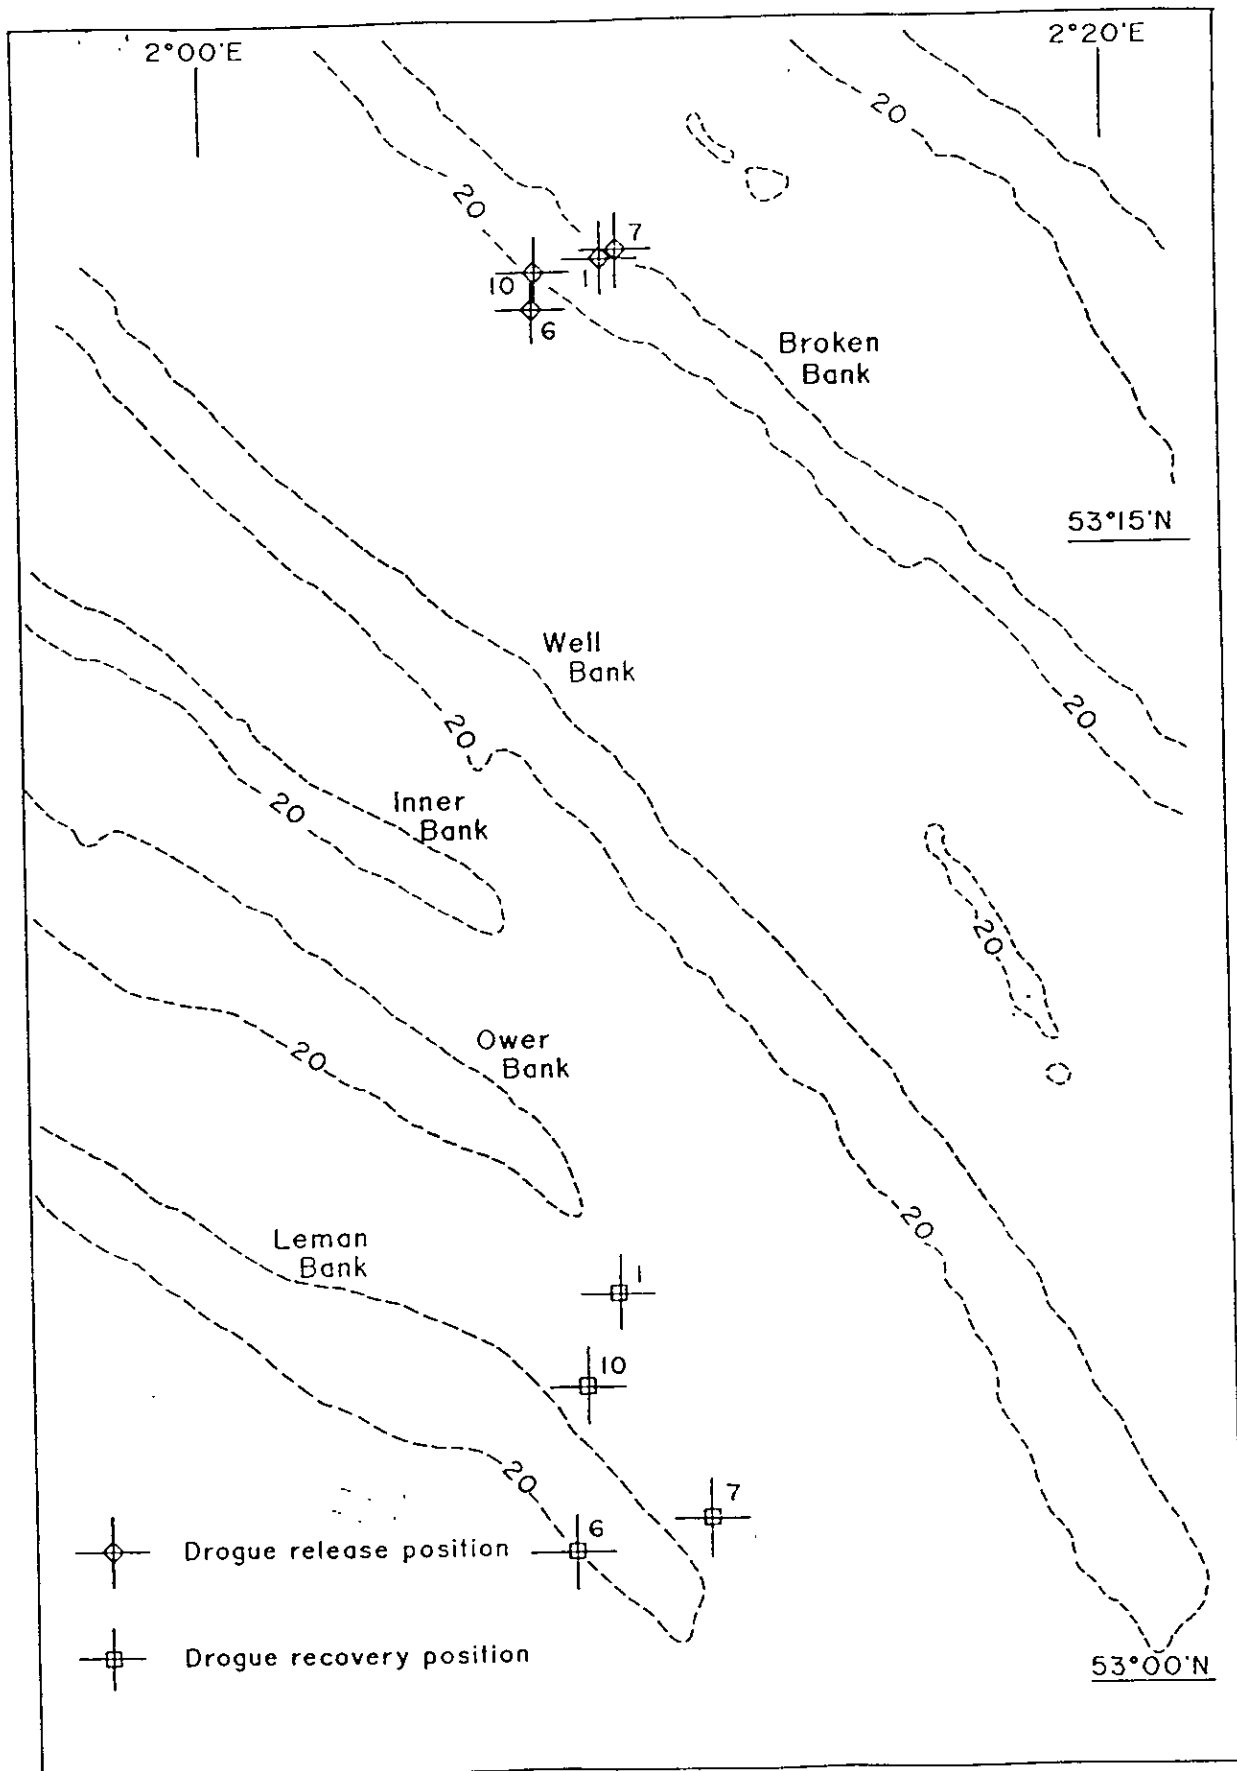 2°00'E
2°20'E
20
20
7
10
1
6
Broken
Bank
53°15'N
Well
Bank
20
20
Inner
Bank
20
20
Ower
Bank
20
20
Leman
Bank
1
10
20
7
6
Drogue release position
Drogue recovery position
53°00'N